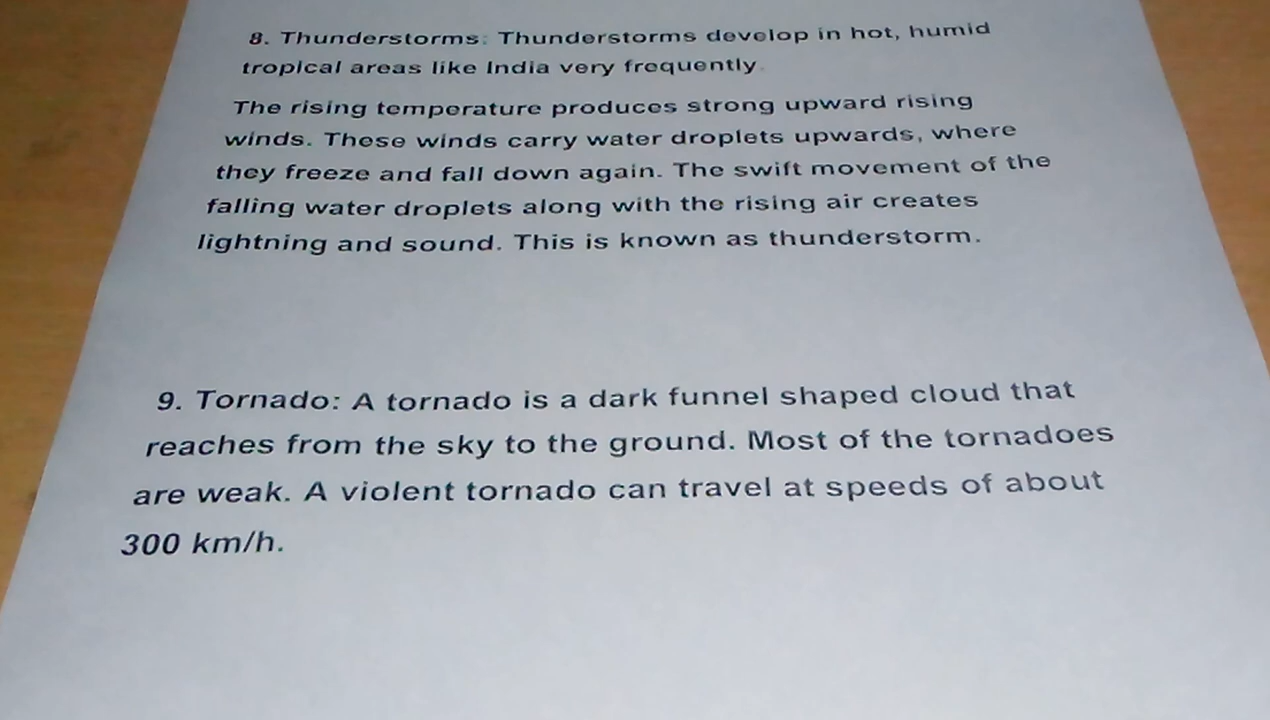 8. Thunderstorms: Thunderstorms develop in hot, humid
tropical areas like India very frequently.
The rising temperature produces strong upward rising
winds. These winds carry water droplets upwards, where
they freeze and fall down again. The swift movement of the
falling water droplets along with the rising air creates
lightning and sound. This is known as thunderstorm.
9. Tornado: A tornado is a dark funnel shaped cloud that
reaches from the sky to the ground. Most of the tornadoes
are weak. A violent tornado can travel at speeds of about
300 km/h.